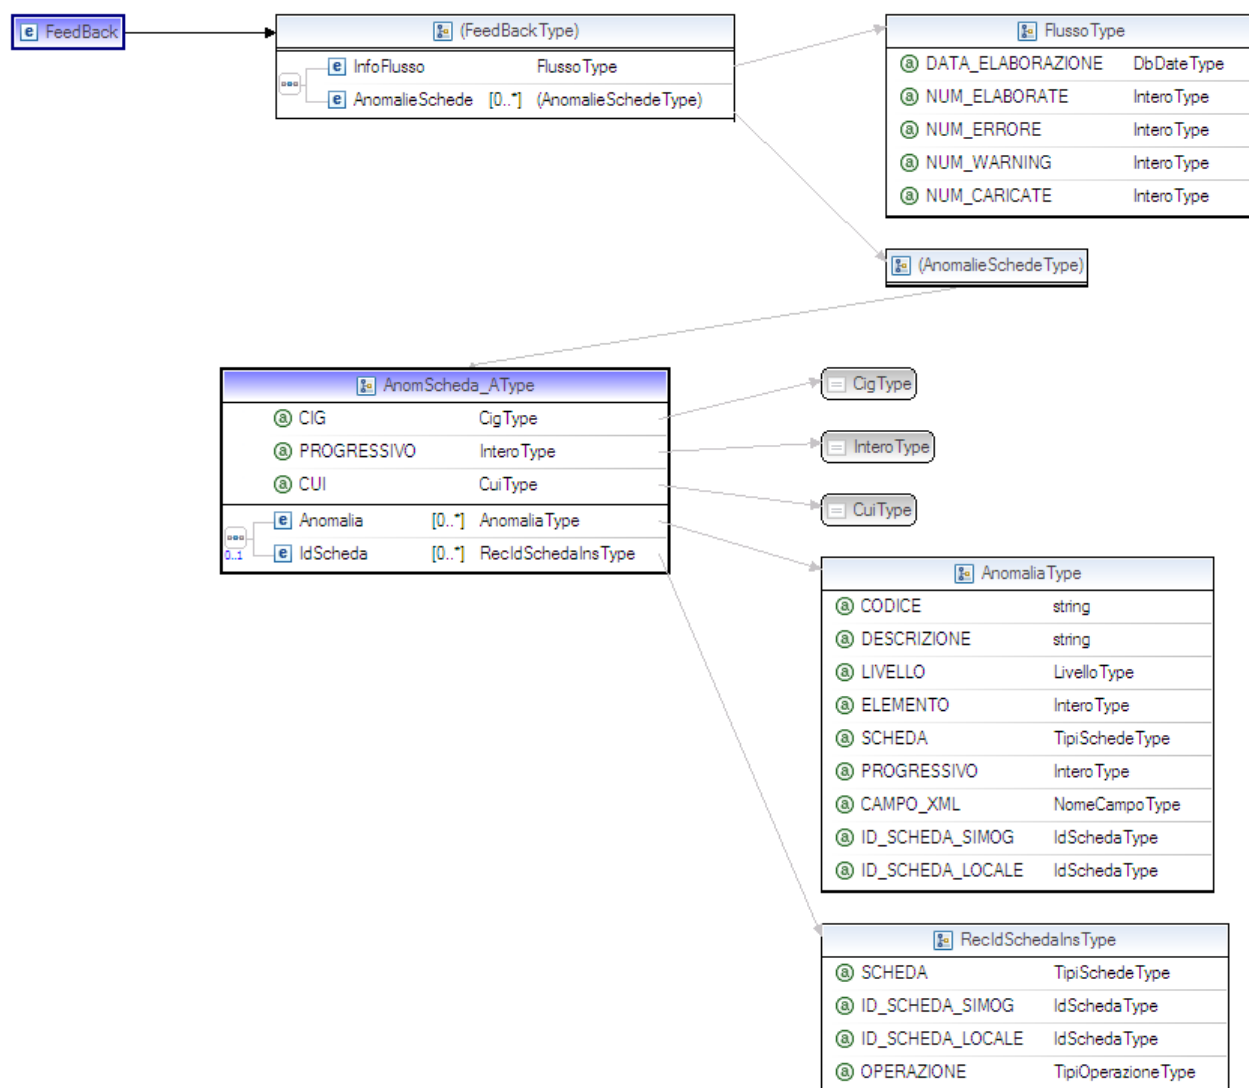 FeedBack
(FeedBackType)
InfoFlusso FlussoType
AnomalieSchede [0..*] (AnomalieSchedeType)
FlussoType
DATA_ELABORAZIONE DbDateType
NUM_ELABORATE InteroType
NUM_ERRORE InteroType
NUM_WARNING InteroType
NUM_CARICATE InteroType
(AnomalieSchedeType)
AnomScheda_AType
CIG CigType
PROGRESSIVO InteroType
CUI CuiType
0..1
Anomalia [0..*] AnomaliaType
IdScheda [0..*] RecIdSchedaInsType
CigType
InteroType
CuiType
AnomaliaType
CODICE string
DESCRIZIONE string
LIVELLO LivelloType
ELEMENTO InteroType
SCHEDA TipiSchedeType
PROGRESSIVO InteroType
CAMPO_XML NomeCampoType
ID_SCHEDA_SIMOG IdSchedaType
ID_SCHEDA_LOCALE IdSchedaType
RecIdSchedaInsType
SCHEDA TipiSchedeType
ID_SCHEDA_SIMOG IdSchedaType
ID_SCHEDA_LOCALE IdSchedaType
OPERAZIONE TipiOperazioneType